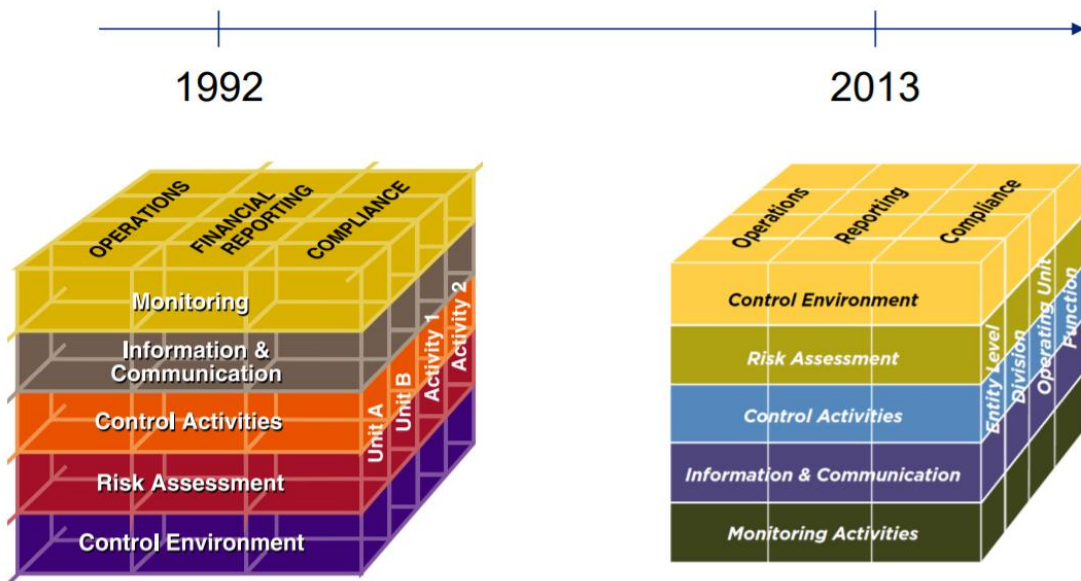 1992
2013
OPERATIONS
FINANCIAL
REPORTING
COMPLIANCE
Monitoring
Information &
Communication
Control Activities
Risk Assessment
Control Environment
Unit A
Unit B
Activity 1
Activity 2
Operations
Reporting
Compliance
Control Environment
Risk Assessment
Control Activities
Information & Communication
Monitoring Activities
Entity Level
Division
Operating Unit
Function